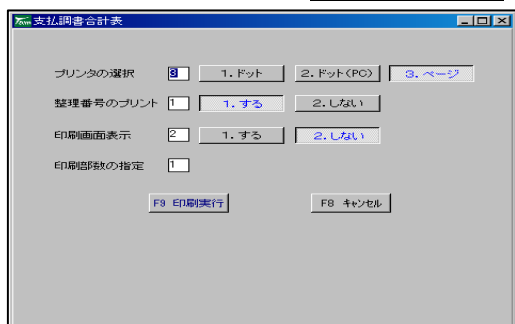 支払調書合計表
プリンタの選択 3 1.ドット 2.ドット(PC) 3.ページ
整理番号のプリント 1 1.する 2.しない
印刷画面表示 2 1.する 2.しない
印刷部数の指定 1
F9 印刷実行 F8 キャンセル